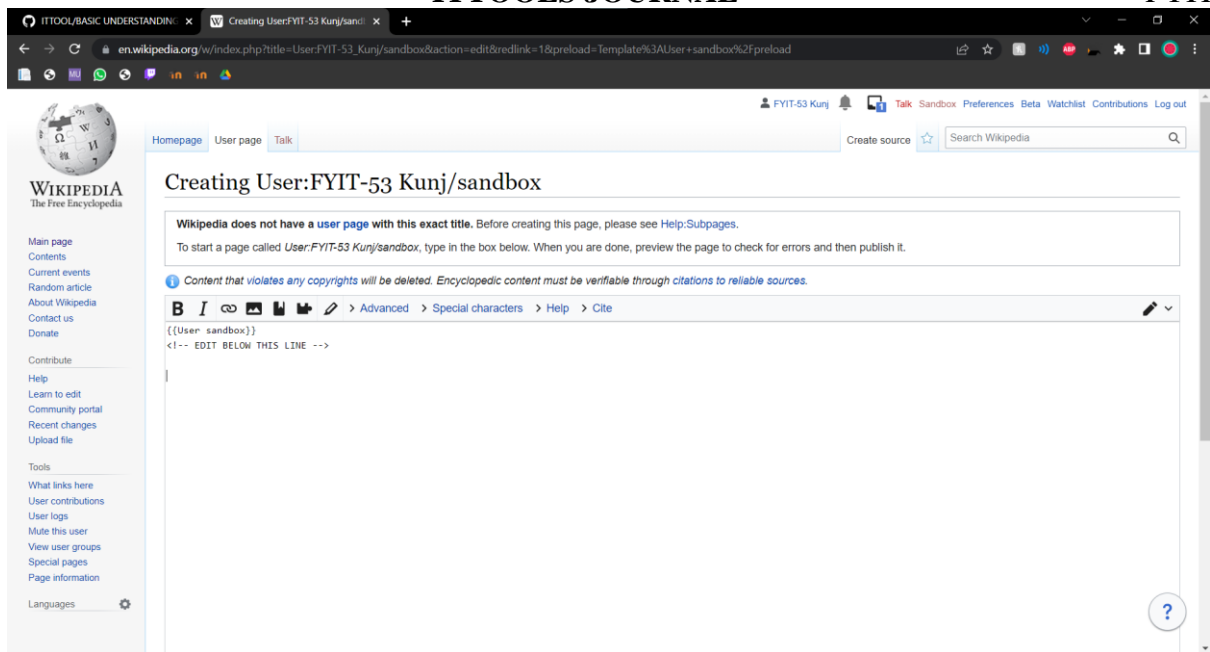 IT TOOLS JOURNAL
ITTOOL/BASIC UNDERSTANDING
Creating User:FYIT-53 Kunj/sandb
en.wikipedia.org/w/index.php?title=User:FYIT-53_Kunj/sandbox&action=edit&redlink=1&preload=Template%3AUser+sandbox%2Fpreload
FYIT-53 Kunj Talk Sandbox Preferences Beta Watchlist Contributions Log out
Homepage User page Talk Create source Search Wikipedia
WIKIPEDIA
The Free Encyclopedia
Creating User:FYIT-53 Kunj/sandbox
Wikipedia does not have a user page with this exact title. Before creating this page, please see Help:Subpages.
To start a page called User:FYIT-53 Kunj/sandbox, type in the box below. When you are done, preview the page to check for errors and then publish it.
Content that violates any copyrights will be deleted. Encyclopedic content must be verifiable through citations to reliable sources.
B I Advanced Special characters Help Cite
{{User sandbox}}
<!-- EDIT BELOW THIS LINE -->
Main page
Contents
Current events
Random article
About Wikipedia
Contact us
Donate
Contribute
Help
Learn to edit
Community portal
Recent changes
Upload file
Tools
What links here
User contributions
User logs
Mute this user
View user groups
Special pages
Page information
Languages
?